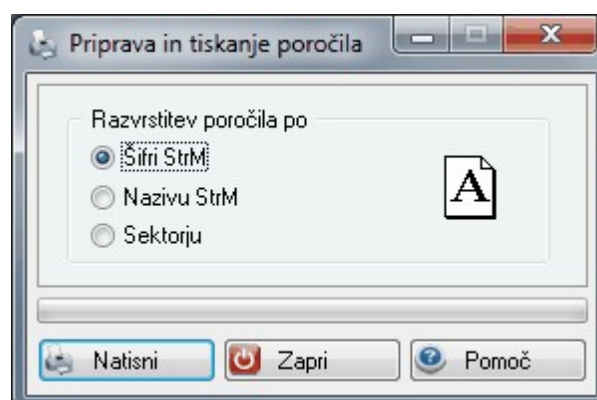 Priprava in tiskanje poročila
Razvrstitev poročila po
Šifri StrM
A
Nazivu StrM
Sektorju
Natisni Zapri Pomoč